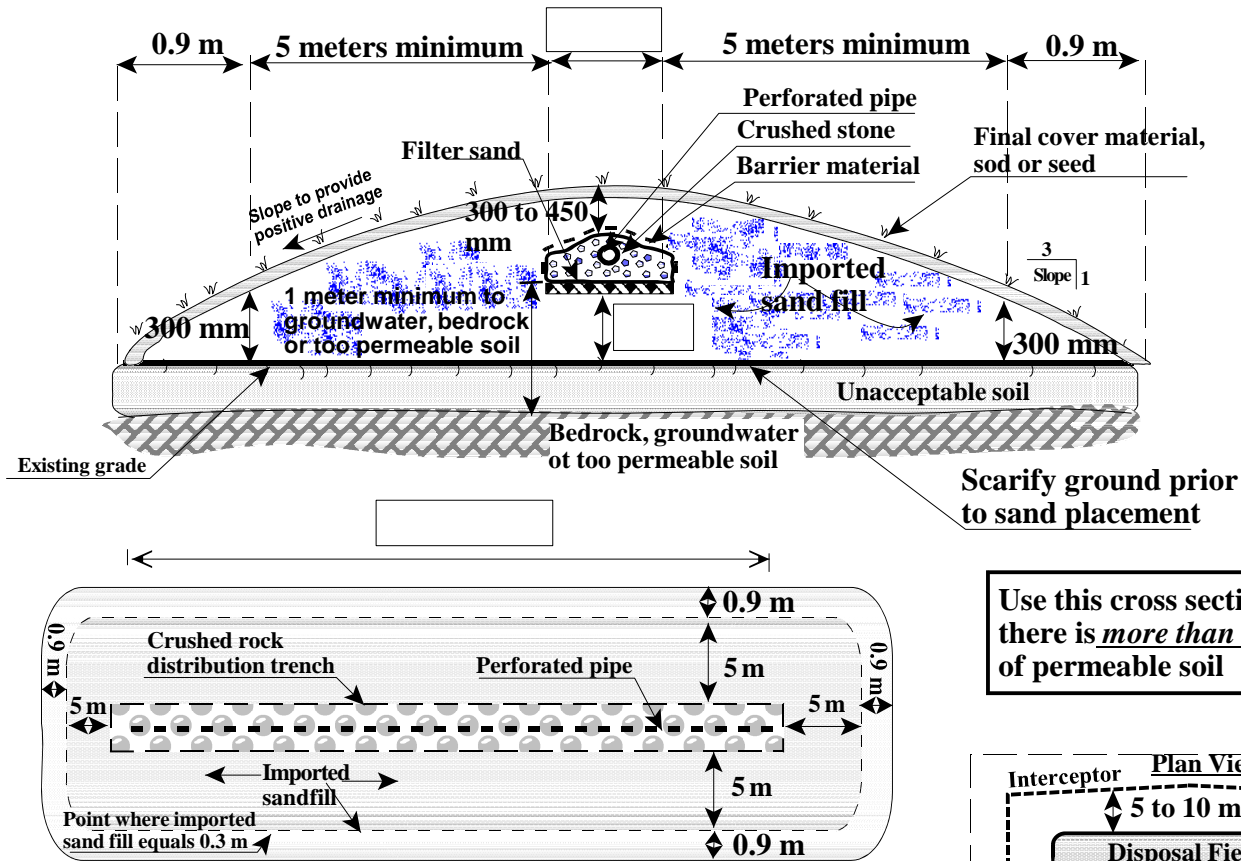 0.9 m
5 meters minimum
5 meters minimum
0.9 m
Perforated pipe
Crushed stone
Barrier material
Filter sand
Final cover material,
sod or seed
Slope to provide
positive drainage
300 to 450
mm
3
Slope 1
Imported
sand fill
1 meter minimum to
groundwater, bedrock
or too permeable soil
300 mm
300 mm
Unacceptable soil
Bedrock, groundwater
ot too permeable soil
Existing grade
Scarify ground prior
to sand placement
0.9 m
0.9 m
Crushed rock
distribution trench
Perforated pipe
5 m
0.9 m
5 m
5 m
Imported
sandfill
5 m
Point where imported
sand fill equals 0.3 m
0.9 m
Use this cross secti
there is more than
of permeable soil
Plan Vie
Interceptor
5 to 10 m
Disposal Fie